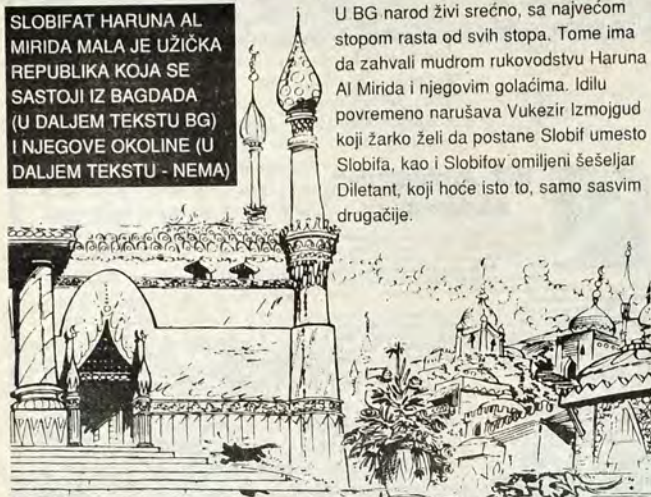 SLOBIFAT HARUNA AL
MIRIDA MALA JE UŽIČKA
REPUBLIKA KOJA SE
SASTOJI IZ BAGDADA
(U DALJEM TEKSTU BG)
I NJEGOVE OKOLINE (U
DALJEM TEKSTU - NEMA)
U BG narod živi srećno, sa najvećom
stopom rasta od svih stopa. Tome ima
da zahvali mudrom rukovodstvu Haruna
Al Mirida i njegovim golaćima. Idilu
povremeno narušava Vukezir Izmojgud
koji žarko želi da postane Slobif umesto
Slobifa, kao i Slobifov omiljeni šešeljar
Diletant, koji hoće isto to, samo sasvim
drugačije.